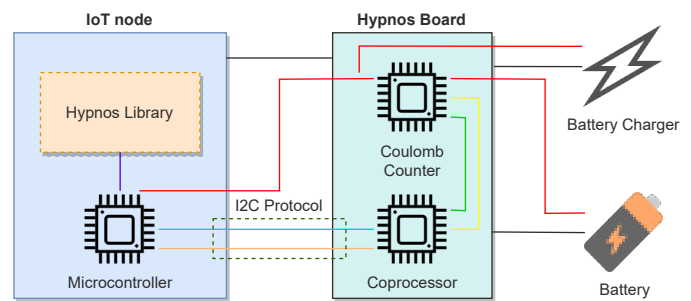 IoT node
Hypnos Board
Hypnos Library
Battery Charger
Coulomb
Counter
I2C Protocol
Microcontroller
Coprocessor
Battery